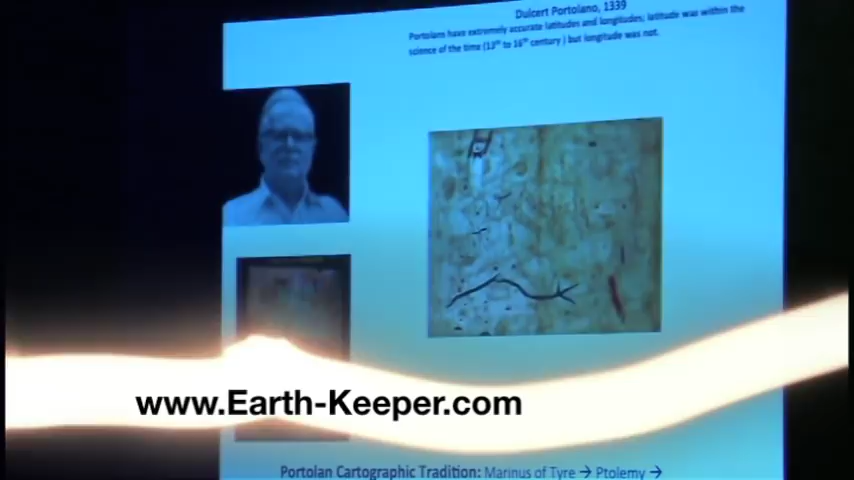 Dulcert Portolano, 1339
Portolans have extremely accurate latitudes and longitudes; latitude was within the
science of the time (13th to 16th century ) but longitude was not.
www.Earth-Keeper.com
Portolan Cartographic Tradition: Marinus of Tyre → Ptolemy →